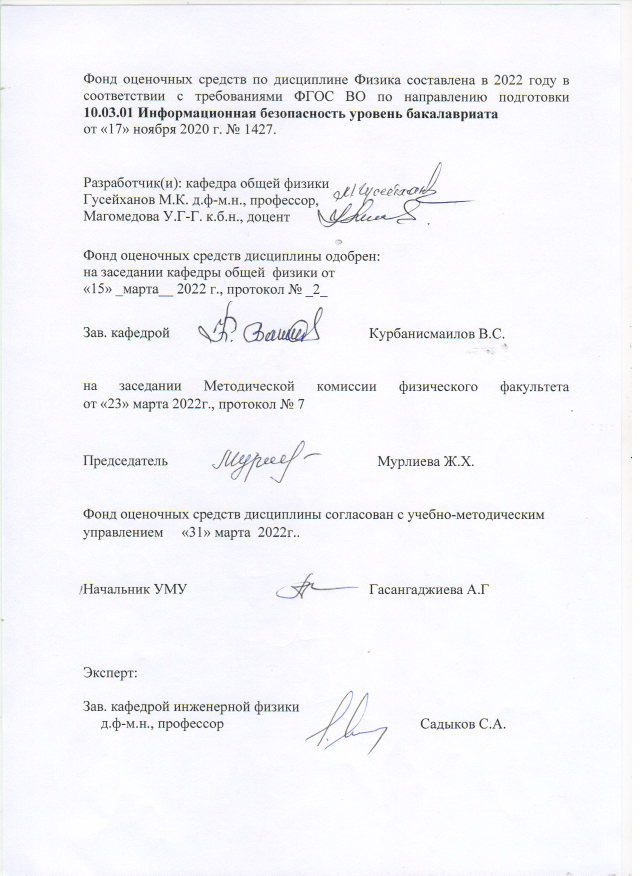 Фонд оценочных средств по дисциплине Физика составлена в 2022 году в
соответствии с требованиями ФГОС ВО по направлению подготовки
10.03.01 Информационная безопасность уровень бакалавриата
от «17» ноября 2020 г. № 1427.
Разработчик(и): кафедра общей физики
Гусейханов М.К. д.ф-м.н., профессор,
Магомедова У.Г-Г. к.б.н., доцент
Фонд оценочных средств дисциплины одобрен:
на заседании кафедры общей физики от
«15» _марта__ 2022 г., протокол № _2_
Зав. кафедрой Курбанисмаилов В.С.
на заседании Методической комиссии физического факультета
от «23» марта 2022г., протокол № 7
Председатель Мурлиева Ж.Х.
Фонд оценочных средств дисциплины согласован с учебно-методическим
управлением «31» марта 2022г..
Начальник УМУ Гасангаджиева А.Г
Эксперт:
Зав. кафедрой инженерной физики
д.ф-м.н., профессор Садыков С.А.